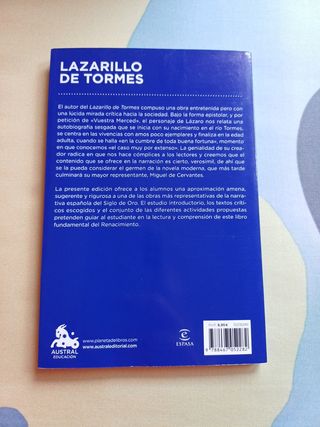 LAZARILLO
DE TORMES
El autor del Lazarillo de Tormes compuso una obra entretenida pero con
una lúcida mirada crítica hacia la sociedad. Bajo la forma epistolar, y por
petición de «Vuestra Merced», el personaje de Lázaro nos relata una
autobiografía sesgada que se inicia con su nacimiento en el río Tormes,
se centra en las vivencias con amos poco ejemplares y finaliza en la edad
adulta, cuando se halla «en la cumbre de toda buena fortuna», momento
en que conocemos «el caso muy por extenso». La genialidad de su crea-
dor radica en que nos hace cómplices a los lectores y creemos que el
contenido que se ofrece en la narración es cierto, verosímil, de ahí que
se la pueda considerar el germen de la novela moderna, que más tarde
culminará su mayor representante, Miguel de Cervantes.
La presente edición ofrece a los alumnos una aproximación amena,
sugerente y rigurosa a una de las obras más representativas de la narra-
tiva española del Siglo de Oro. El estudio introductorio, los textos críti-
cos escogidos y el conjunto de las diferentes actividades propuestas
pretenden guiar al estudiante en la lectura y comprensión de este libro
fundamental del Renacimiento.
AUSTRAL
EDUCACIÓN
www.planetadelibros.com
www.australeditorial.com
ESPASA
9 788467 053282